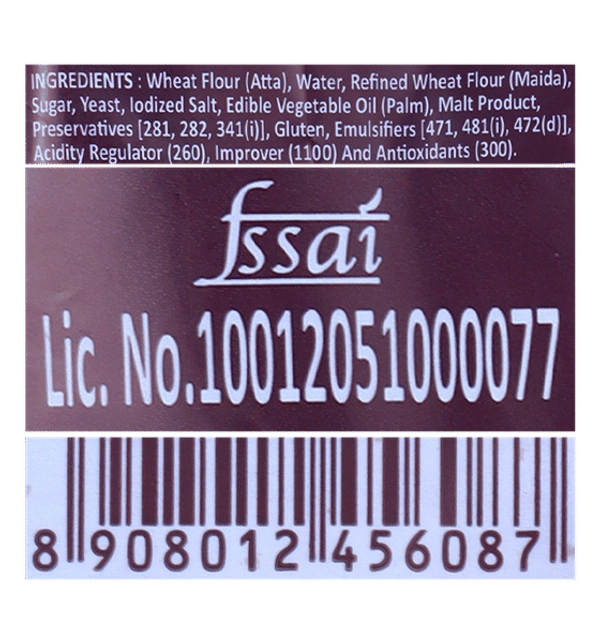 INGREDIENTS : Wheat Flour (Atta), Water, Refined Wheat Flour (Maida),
Sugar, Yeast, Iodized Salt, Edible Vegetable Oil (Palm), Malt Product,
Preservatives [281, 282, 341(i)], Gluten, Emulsifiers [471, 481(i), 472(d)],
Acidity Regulator (260), Improver (1100) And Antioxidants (300).
fssai
Lic. No.10012051000077
8 908012 456087